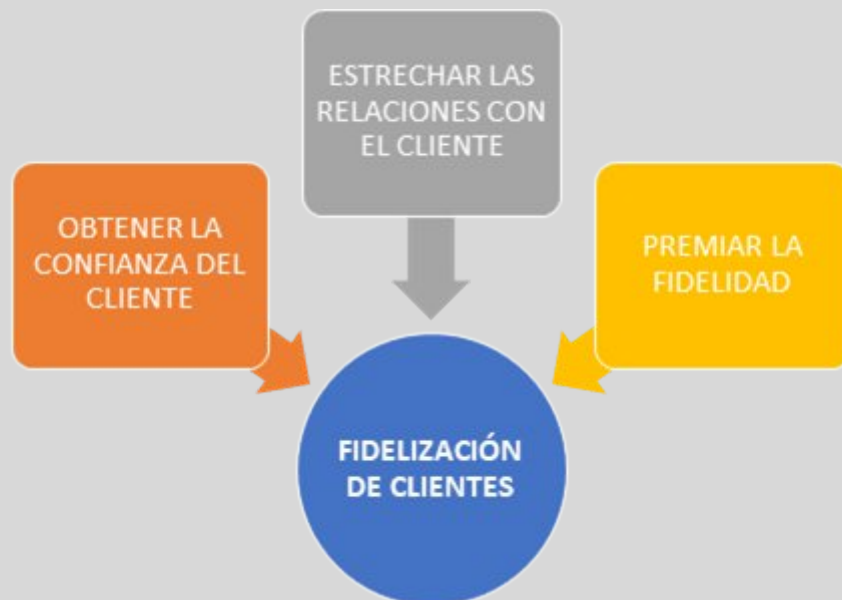 ESTRECHAR LAS
RELACIONES CON
EL CLIENTE
OBTENER LA
CONFIANZA DEL
CLIENTE
PREMIAR LA
FIDELIDAD
FIDELIZACIÓN
DE CLIENTES